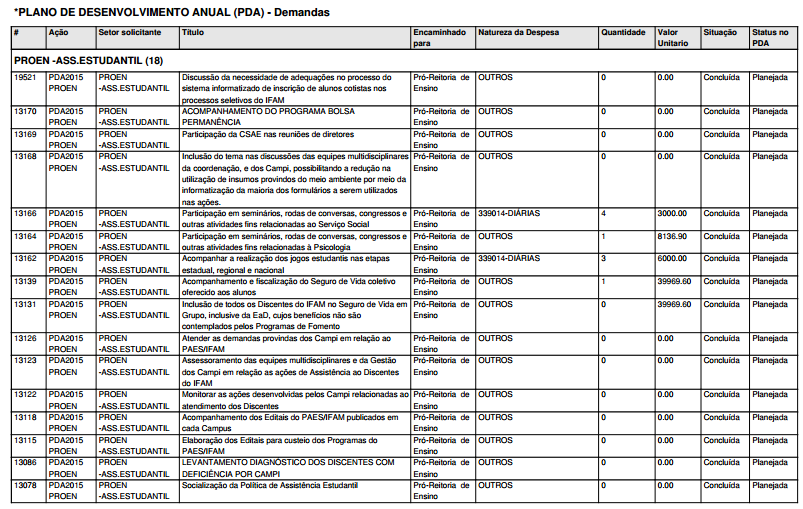 *PLANO DE DESENVOLVIMENTO ANUAL (PDA) - Demandas
# Ação Setor solicitante Título Encaminhado para Natureza da Despesa Quantidade Valor Unitario Situação Status no PDA
PROEN -ASS.ESTUDANTIL (18)
19521 PDA2015 PROEN Discussão da necessidade de adequações no processo do Pró-Reitoria de OUTROS 0 0.00 Concluída Planejada
PROEN -ASS.ESTUDANTIL sistema informatizado de inscrição de alunos cotistas nos Ensino
processos seletivos do IFAM
13170 PDA2015 PROEN ACOMPANHAMENTO DO PROGRAMA BOLSA Pró-Reitoria de OUTROS 0 0.00 Concluída Planejada
PROEN -ASS.ESTUDANTIL PERMANÊNCIA Ensino
13169 PDA2015 PROEN Participação da CSAE nas reuniões de diretores Pró-Reitoria de OUTROS 0 0.00 Concluída Planejada
PROEN -ASS.ESTUDANTIL Ensino
13168 PDA2015 PROEN Inclusão do tema nas discussões das equipes multidisciplinares Pró-Reitoria de OUTROS 0 0.00 Concluída Planejada
PROEN -ASS.ESTUDANTIL da coordenação, e dos Campi, possibilitando a redução na Ensino
utilização de insumos provindos do meio ambiente por meio da
informatização da maioria dos formulários a serem utilizados
nas ações.
13166 PDA2015 PROEN Participação em seminários, rodas de conversas, congressos e Pró-Reitoria de 339014-DIÁRIAS 4 3000.00 Concluída Planejada
PROEN -ASS.ESTUDANTIL outras atividades fins relacionadas ao Serviço Social Ensino
13164 PDA2015 PROEN Participação em seminários, rodas de conversas, congressos e Pró-Reitoria de OUTROS 1 8136.90 Concluída Planejada
PROEN -ASS.ESTUDANTIL outras atividades fins relacionadas à Psicologia Ensino
13162 PDA2015 PROEN Acompanhar a realização dos jogos estudantis nas etapas Pró-Reitoria de 339014-DIÁRIAS 3 6000.00 Concluída Planejada
PROEN -ASS.ESTUDANTIL estadual, regional e nacional Ensino
13139 PDA2015 PROEN Acompanhamento e fiscalização do Seguro de Vida coletivo Pró-Reitoria de OUTROS 1 39969.60 Concluída Planejada
PROEN -ASS.ESTUDANTIL oferecido aos alunos Ensino
13131 PDA2015 PROEN Inclusão de todos os Discentes do IFAM no Seguro de Vida em Pró-Reitoria de OUTROS 0 39969.60 Concluída Planejada
PROEN -ASS.ESTUDANTIL Grupo, inclusive da EaD, cujos benefícios não são Ensino
contemplados pelos Programas de Fomento
13126 PDA2015 PROEN Atender as demandas provindas dos Campi em relação ao Pró-Reitoria de OUTROS 0 0.00 Concluída Planejada
PROEN -ASS.ESTUDANTIL PAES/IFAM Ensino
13123 PDA2015 PROEN Assessoramento das equipes multidisciplinares e da Gestão Pró-Reitoria de OUTROS 0 0.00 Concluída Planejada
PROEN -ASS.ESTUDANTIL dos Campi em relação as ações de Assistência ao Discentes Ensino
do IFAM
13122 PDA2015 PROEN Monitorar as ações desenvolvidas pelos Campi relacionadas ao Pró-Reitoria de OUTROS 0 0.00 Concluída Planejada
PROEN -ASS.ESTUDANTIL atendimento dos Discentes Ensino
13118 PDA2015 PROEN Acompanhamento dos Editais do PAES/IFAM publicados em Pró-Reitoria de OUTROS 0 0.00 Concluída Planejada
PROEN -ASS.ESTUDANTIL cada Campus Ensino
13115 PDA2015 PROEN Elaboração dos Editais para custeio dos Programas do Pró-Reitoria de OUTROS 0 0.00 Concluída Planejada
PROEN -ASS.ESTUDANTIL PAES/IFAM Ensino
13086 PDA2015 PROEN LEVANTAMENTO DIAGNÓSTICO DOS DISCENTES COM Pró-Reitoria de OUTROS 0 0.00 Concluída Planejada
PROEN -ASS.ESTUDANTIL DEFICIÊNCIA POR CAMPI Ensino
13078 PDA2015 PROEN Socialização da Política de Assistência Estudantil Pró-Reitoria de OUTROS 0 0.00 Concluída Planejada
PROEN -ASS.ESTUDANTIL Ensino